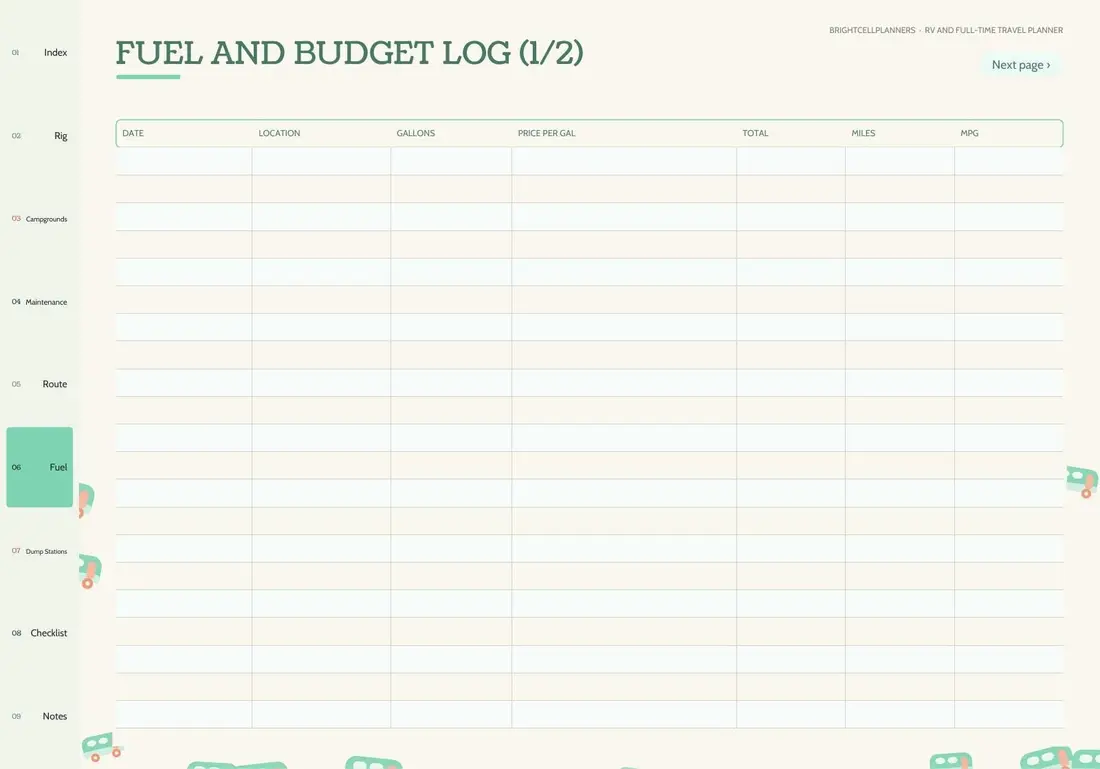 BRIGHTCELLPLANNERS · RV AND FULL-TIME TRAVEL PLANNER
FUEL AND BUDGET LOG (1/2)
Next page ›
01 Index
02 Rig
03 Campgrounds
04 Maintenance
05 Route
06 Fuel
07 Dump Stations
08 Checklist
09 Notes
DATE LOCATION GALLONS PRICE PER GAL TOTAL MILES MPG